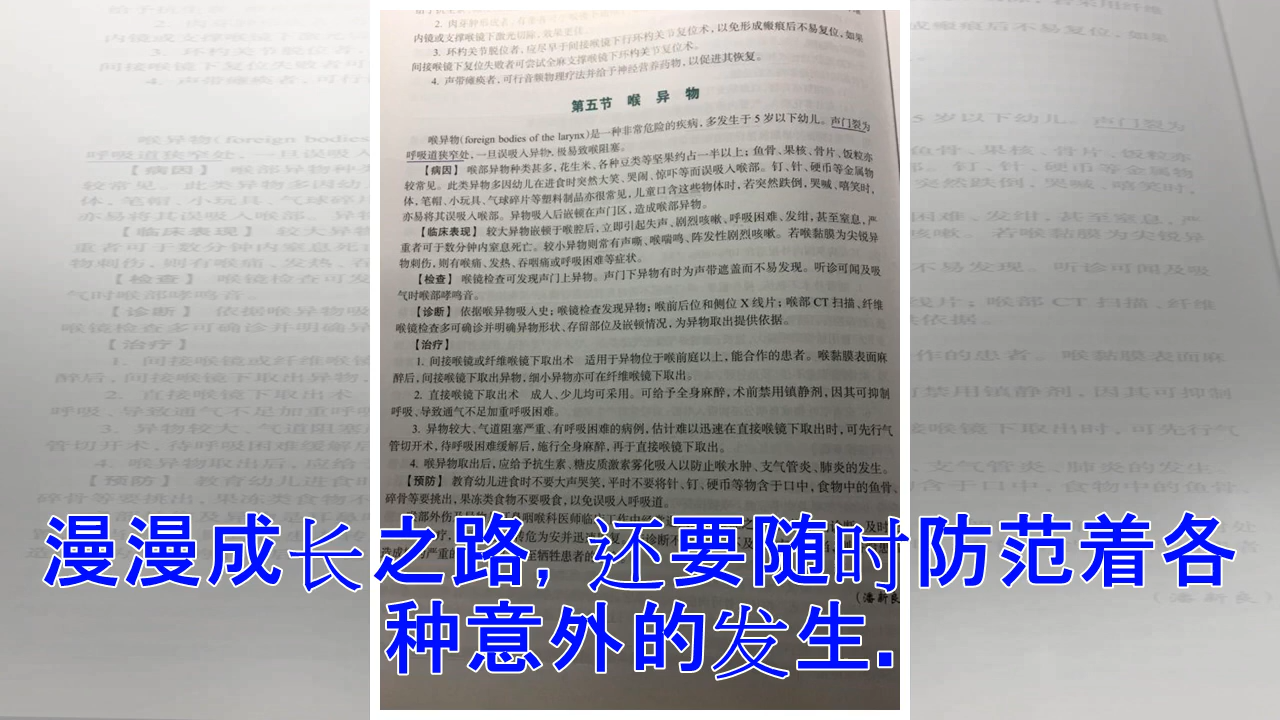 2. 肉芽肿形成者，
内镜或支撑喉镜下激光切除，效果更佳
3. 环杓关节脱位者，应尽早于间接喉镜下行环杓关节复位术，以免形成瘢痕后不易复位，如果
间接喉镜下复位失败者可尝试全麻支撑喉镜下环杓关节复位术。
4. 声带瘫痪者，可行音频物理疗法并给予神经营养药物，以促进其恢复。
第五节 喉 异 物
喉异物(foreign bodies of the larynx)是一种非常危险的疾病，多发生于 5 岁以下幼儿。声门裂为
呼吸道狭窄处，一旦误吸入异物，极易致喉阻塞。
【病因】 喉部异物种类甚多，花生米、各种豆类等坚果约占一半以上；鱼骨、果核、骨片、饭粒亦
较常见。此类异物多因幼儿在进食时突然大笑、哭闹、惊吓等而误吸入喉部。钉、针、硬币等金属物
体，笔帽、小玩具、气球碎片等塑料制品亦很常见，儿童口含这些物体时，若突然跌倒，哭喊、嘻笑时，
亦易将其误吸入喉部。异物吸入后嵌顿在声门区，造成喉部异物。
【临床表现】 较大异物嵌顿于喉腔后，立即引起失声、剧烈咳嗽、呼吸困难、发绀，甚至窒息，严
重者可于数分钟内窒息死亡。较小异物则常有声嘶、喉喘鸣、阵发性剧烈咳嗽。若喉黏膜为尖锐异
物刺伤，则有喉痛、发热、吞咽痛或呼吸困难等症状。
【检查】 喉镜检查可发现声门上异物。声门下异物有时为声带遮盖而不易发现。听诊可闻及吸
气时喉部哮鸣音。
【诊断】 依据喉异物吸入史；喉镜检查发现异物；喉前后位和侧位 X 线片；喉部 CT 扫描、纤维
喉镜检查多可确诊并明确异物形状、存留部位及嵌顿情况，为异物取出提供依据。
【治疗】
1. 间接喉镜或纤维喉镜下取出术 适用于异物位于喉前庭以上，能合作的患者。喉黏膜表面麻
醉后，间接喉镜下取出异物，细小异物亦可在纤维喉镜下取出。
2. 直接喉镜下取出术 成人、少儿均可采用。可给予全身麻醉，术前禁用镇静剂，因其可抑制
呼吸、导致通气不足加重呼吸困难。
3. 异物较大、气道阻塞严重、有呼吸困难的病例，估计难以迅速在直接喉镜下取出时，可先行气
管切开术，待呼吸困难缓解后，施行全身麻醉，再于直接喉镜下取出。
4. 喉异物取出后，应给予抗生素、糖皮质激素雾化吸入以防止喉水肿、支气管炎、肺炎的发生。
【预防】 教育幼儿进食时不要大声哭笑，平时不要将针、钉、硬币等物含于口中，食物中的鱼骨、
碎骨等要挑出，果冻类食物不要吸食，以免误吸入呼吸道。
(潘新良)
漫漫成长之路,还要随时防范着各
种意外的发生.